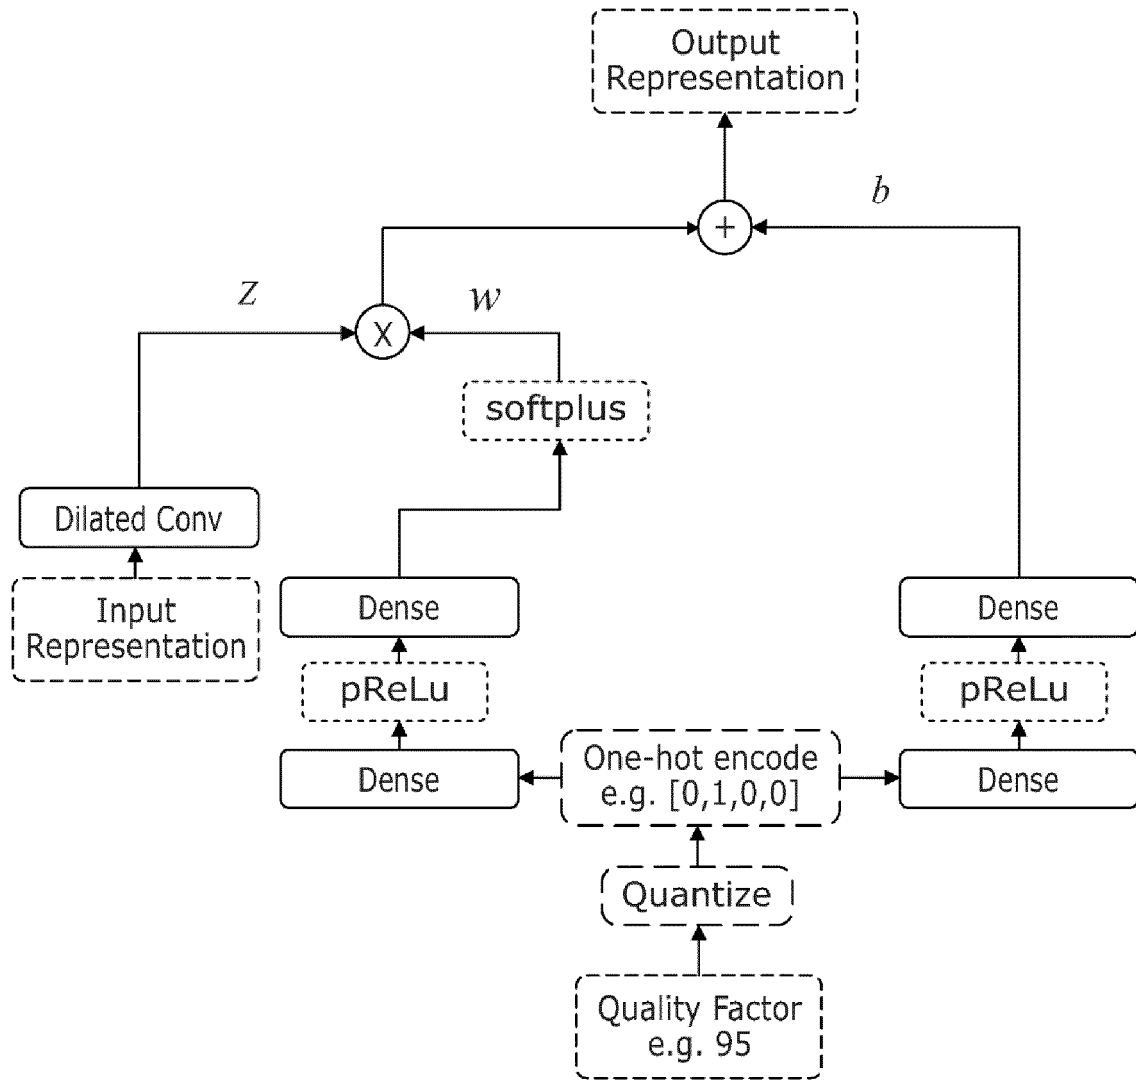 Output
Representation
b
+
Z
w
X
softplus
Dilated Conv
Input
Representation
Dense
Dense
pReLu
pReLu
One-hot encode
e.g. [0,1,0,0]
Dense
Dense
Quantize
Quality Factor
e.g. 95